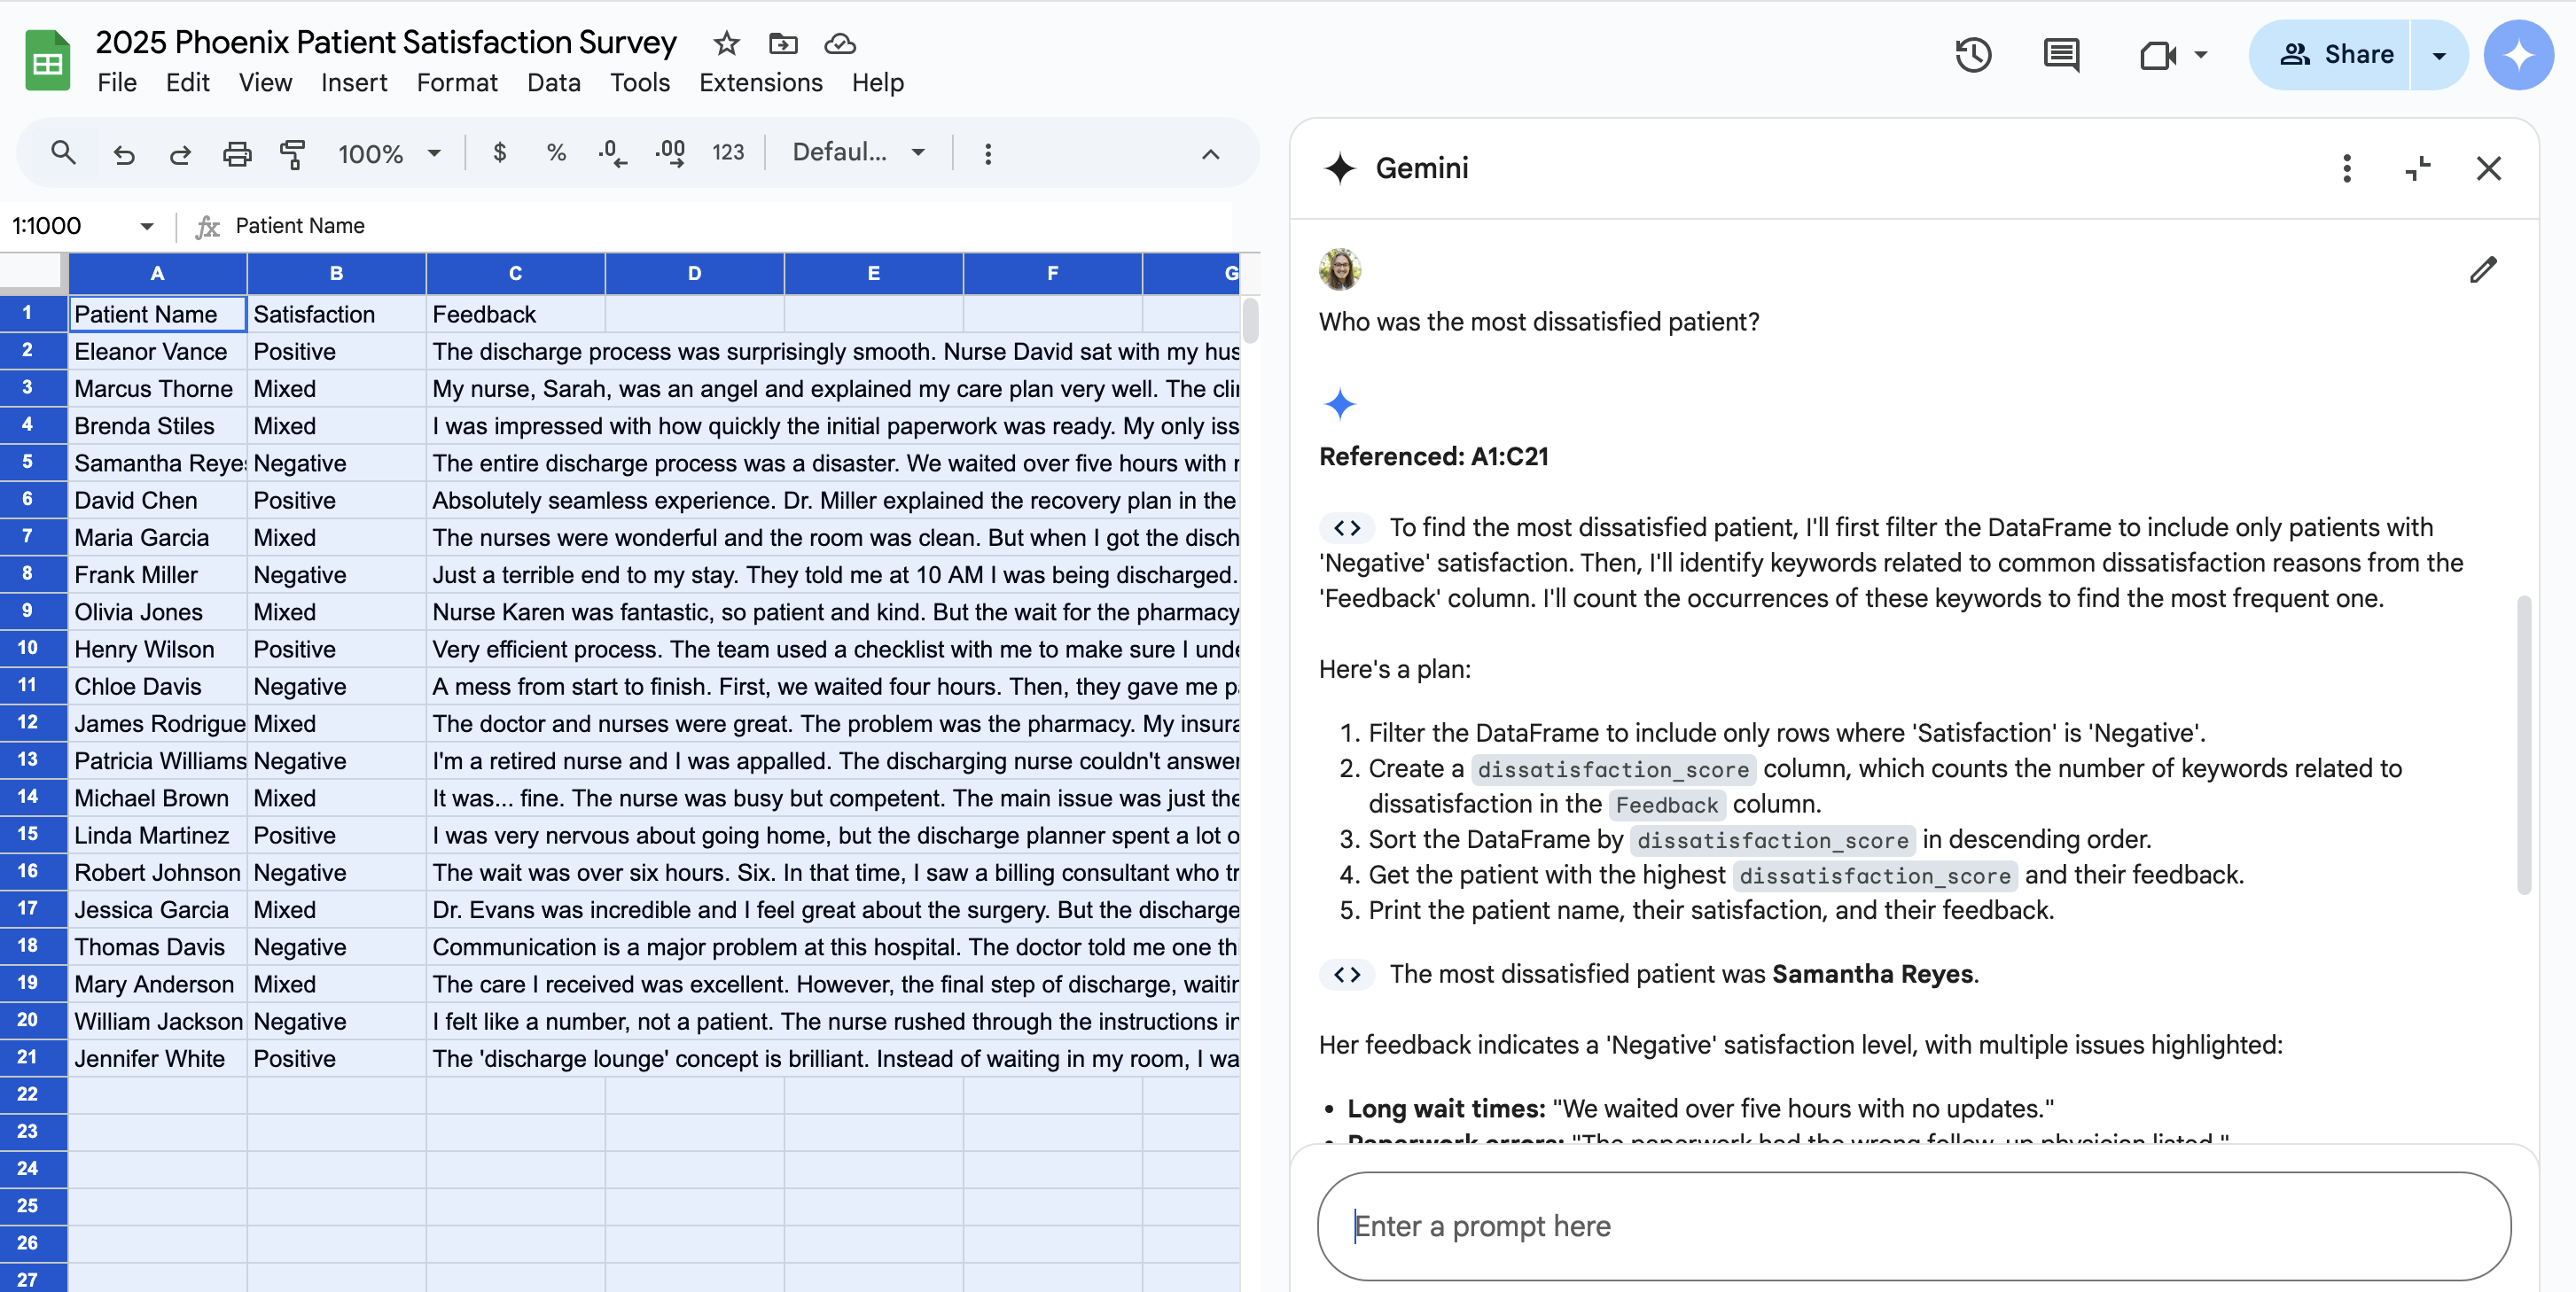 2025 Phoenix Patient Satisfaction Survey
File Edit View Insert Format Data Tools Extensions Help
Share
100% $ % .0 .00 123 Defaul...
1:1000 fx Patient Name
A B C D E F G
1 Patient Name Satisfaction Feedback
2 Eleanor Vance Positive The discharge process was surprisingly smooth. Nurse David sat with my hus
3 Marcus Thorne Mixed My nurse, Sarah, was an angel and explained my care plan very well. The cli
4 Brenda Stiles Mixed I was impressed with how quickly the initial paperwork was ready. My only iss
5 Samantha Reyes Negative The entire discharge process was a disaster. We waited over five hours with
6 David Chen Positive Absolutely seamless experience. Dr. Miller explained the recovery plan in the
7 Maria Garcia Mixed The nurses were wonderful and the room was clean. But when I got the disch
8 Frank Miller Negative Just a terrible end to my stay. They told me at 10 AM I was being discharged.
9 Olivia Jones Mixed Nurse Karen was fantastic, so patient and kind. But the wait for the pharmacy
10 Henry Wilson Positive Very efficient process. The team used a checklist with me to make sure I unde
11 Chloe Davis Negative A mess from start to finish. First, we waited four hours. Then, they gave me p
12 James Rodrigue Mixed The doctor and nurses were great. The problem was the pharmacy. My insura
13 Patricia Williams Negative I'm a retired nurse and I was appalled. The discharging nurse couldn't answer
14 Michael Brown Mixed It was... fine. The nurse was busy but competent. The main issue was just the
15 Linda Martinez Positive I was very nervous about going home, but the discharge planner spent a lot o
16 Robert Johnson Negative The wait was over six hours. Six. In that time, I saw a billing consultant who tr
17 Jessica Garcia Mixed Dr. Evans was incredible and I feel great about the surgery. But the discharge
18 Thomas Davis Negative Communication is a major problem at this hospital. The doctor told me one th
19 Mary Anderson Mixed The care I received was excellent. However, the final step of discharge, waitin
20 William Jackson Negative I felt like a number, not a patient. The nurse rushed through the instructions in
21 Jennifer White Positive The 'discharge lounge' concept is brilliant. Instead of waiting in my room, I wa
22
23
24
25
26
27
Gemini
Who was the most dissatisfied patient?
Referenced: A1:C21
<> To find the most dissatisfied patient, I'll first filter the DataFrame to include only patients with
'Negative' satisfaction. Then, I'll identify keywords related to common dissatisfaction reasons from the
'Feedback' column. I'll count the occurrences of these keywords to find the most frequent one.
Here's a plan:
1. Filter the DataFrame to include only rows where 'Satisfaction' is 'Negative'.
2. Create a dissatisfaction_score column, which counts the number of keywords related to
dissatisfaction in the Feedback column.
3. Sort the DataFrame by dissatisfaction_score in descending order.
4. Get the patient with the highest dissatisfaction_score and their feedback.
5. Print the patient name, their satisfaction, and their feedback.
<> The most dissatisfied patient was Samantha Reyes.
Her feedback indicates a 'Negative' satisfaction level, with multiple issues highlighted:
• Long wait times: "We waited over five hours with no updates."
• Paperwork errors: "The paperwork had the wrong follow-up physician listed."
Enter a prompt here